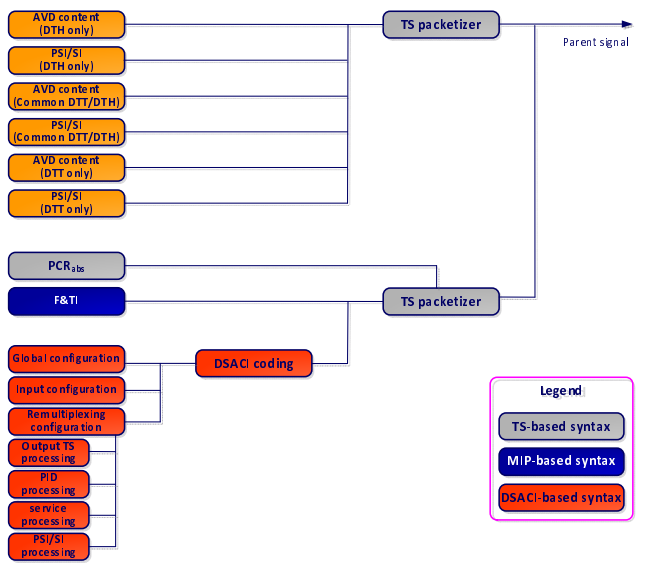 AVD content
(DTH only)
TS packetizer
Parent signal
PSI/SI
(DTH only)
AVD content
(Common DTT/DTH)
PSI/SI
(Common DTT/DTH)
AVD content
(DTT only)
PSI/SI
(DTT only)
PCRabs
F&TI
TS packetizer
Global configuration
DSACI coding
Input configuration
Remultiplexing
configuration
Output TS
processing
PID
processing
service
processing
PSI/SI
processing
Legend
TS-based syntax
MIP-based syntax
DSACI-based syntax